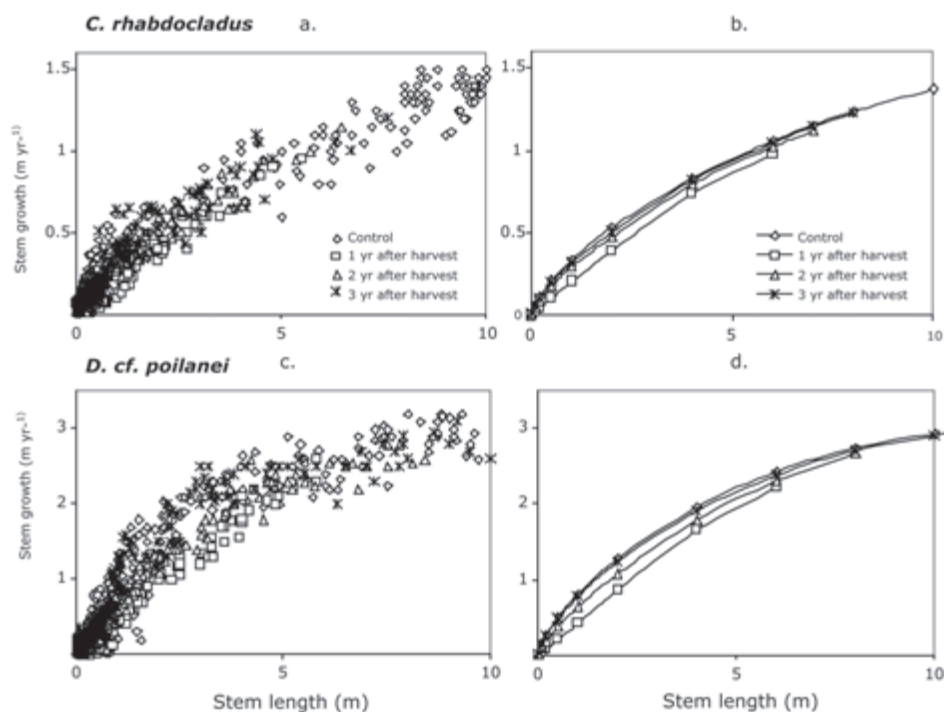 C. rhabdocladus a. b.
1.5
1
0.5
Stem growth (m yr-1)
Control
1 yr after harvest
2 yr after harvest
3 yr after harvest
0 5 10
1.5
1
0.5
0
Control
1 yr after harvest
2 yr after harvest
3 yr after harvest
0 5 10
D. cf. poilanei c. d.
3
2
1
Stem growth (m yr-1)
0 5 10
Stem length (m)
3
2
1
0 5 10
Stem length (m)